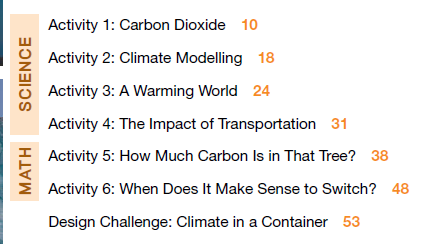 SCIENCE
Activity 1: Carbon Dioxide 10
Activity 2: Climate Modelling 18
Activity 3: A Warming World 24
Activity 4: The Impact of Transportation 31
MATH
Activity 5: How Much Carbon Is in That Tree? 38
Activity 6: When Does It Make Sense to Switch? 48
Design Challenge: Climate in a Container 53